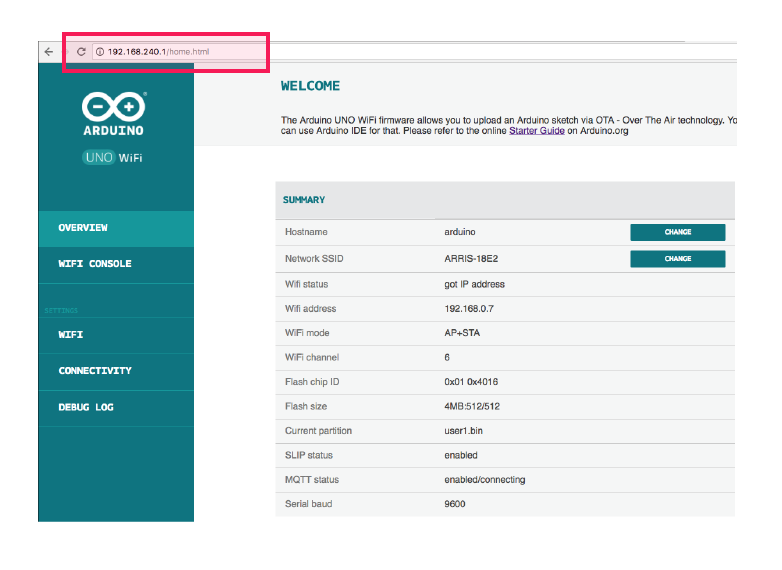 192.168.240.1/home.html
ARDUINO
UNO WiFi
OVERVIEW
WIFI CONSOLE
SETTINGS
WIFI
CONNECTIVITY
DEBUG LOG
WELCOME
The Arduino UNO WiFi firmware allows you to upload an Arduino sketch via OTA - Over The Air technology. Yo
can use Arduino IDE for that. Please refer to the online Starter Guide on Arduino.org
SUMMARY
Hostname arduino CHANGE
Network SSID ARRIS-18E2 CHANGE
Wifi status got IP address
Wifi address 192.168.0.7
WiFi mode AP+STA
WiFi channel 6
Flash chip ID 0x01 0x4016
Flash size 4MB:512/512
Current partition user1.bin
SLIP status enabled
MQTT status enabled/connecting
Serial baud 9600